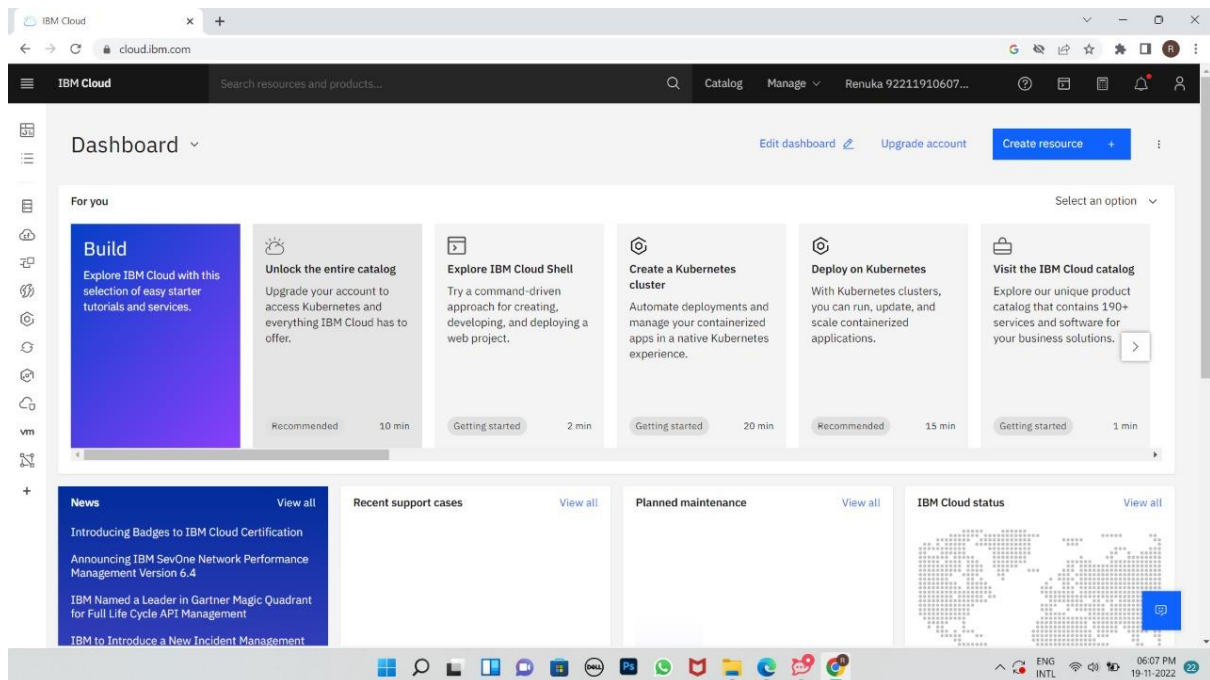 IBM Cloud
cloud.ibm.com
G
R
IBM Cloud
Search resources and products...
Catalog
Manage
Renuka 92211910607...
Dashboard
Edit dashboard
Upgrade account
Create resource +
For you
Select an option
Build
Explore IBM Cloud with this
selection of easy starter
tutorials and services.
Unlock the entire catalog
Upgrade your account to
access Kubernetes and
everything IBM Cloud has to
offer.
Recommended 10 min
Explore IBM Cloud Shell
Try a command-driven
approach for creating,
developing, and deploying a
web project.
Getting started 2 min
Create a Kubernetes
cluster
Automate deployments and
manage your containerized
apps in a native Kubernetes
experience.
Getting started 20 min
Deploy on Kubernetes
With Kubernetes clusters,
you can run, update, and
scale containerized
applications.
Recommended 15 min
Visit the IBM Cloud catalog
Explore our unique product
catalog that contains 190+
services and software for
your business solutions.
Getting started 1 min
vm
News View all
Introducing Badges to IBM Cloud Certification
Announcing IBM SevOne Network Performance
Management Version 6.4
IBM Named a Leader in Gartner Magic Quadrant
for Full Life Cycle API Management
IBM to Introduce a New Incident Management
Recent support cases View all
Planned maintenance View all
IBM Cloud status View all
DELL
Ps
R
ENG
INTL
06:07 PM
19-11-2022
22